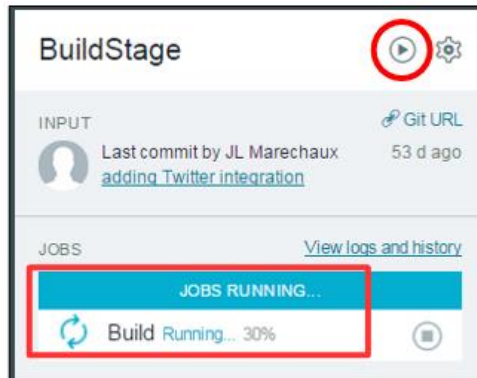 BuildStage
INPUT
Git URL
Last commit by JL Marechaux
53 d ago
adding Twitter integration
JOBS
View logs and history
JOBS RUNNING...
Build Running... 30%